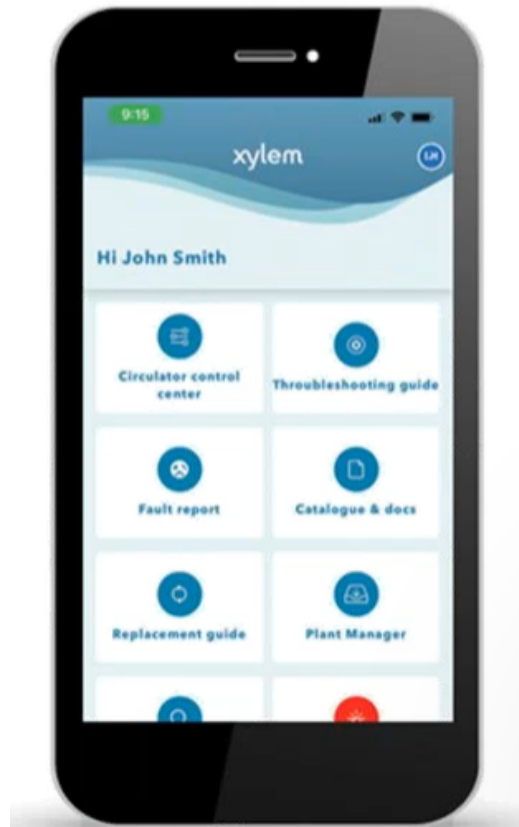 9:15
xylem
Hi John Smith
Circulator control
center
Throubleshooting guide
Fault report
Catalogue & docs
Replacement guide
Plant Manager